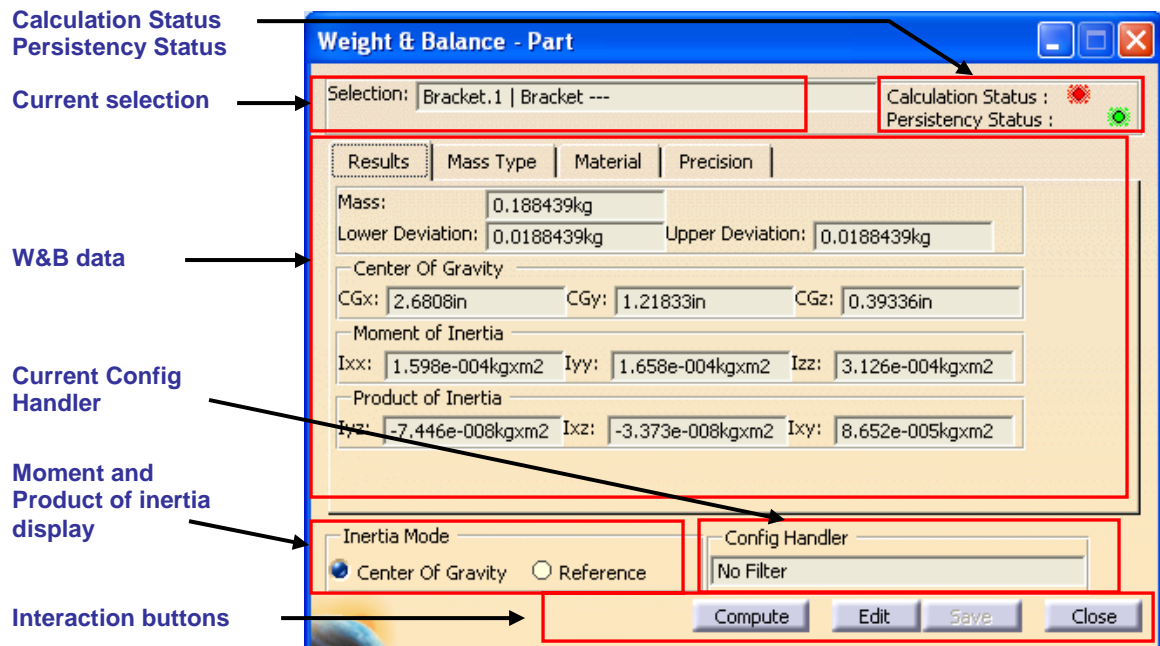 Calculation Status
Persistency Status
Weight & Balance - Part
Current selection
Selection: Bracket.1 | Bracket ---
Calculation Status :
Persistency Status :
Results Mass Type Material Precision
Mass: 0.188439kg
Lower Deviation: 0.0188439kg Upper Deviation: 0.0188439kg
W&B data
Center Of Gravity
CGx: 2.6808in CGy: 1.21833in CGz: 0.39336in
Moment of Inertia
Ixx: 1.598e-004kgxm2 Iyy: 1.658e-004kgxm2 Izz: 3.126e-004kgxm2
Current Config
Handler
Product of Inertia
Iyz: -7.446e-008kgxm2 Ixz: -3.373e-008kgxm2 Ixy: 8.652e-005kgxm2
Moment and
Product of inertia
display
Inertia Mode
Center Of Gravity Reference
Config Handler
No Filter
Interaction buttons
Compute Edit Save Close